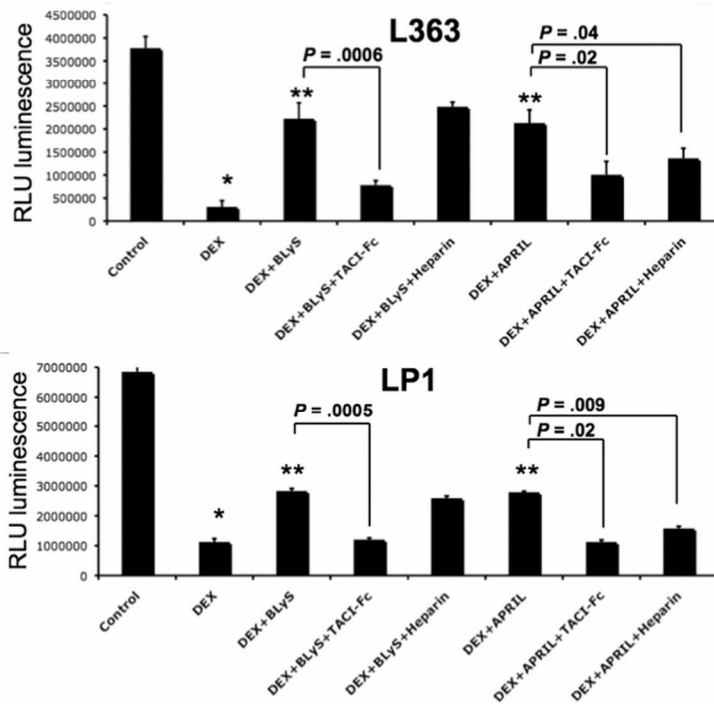 L363
RLU luminescence
4500000
4000000
3500000
3000000
2500000
2000000
1500000
1000000
500000
0
P = .0006
P = .04
P = .02
*
**
**
Control
DEX
DEX+BLyS
DEX+BLyS+TACI-Fc
DEX+BLyS+Heparin
DEX+APRIL
DEX+APRIL+TACI-Fc
DEX+APRIL+Heparin
LP1
RLU luminescence
7000000
6000000
5000000
4000000
3000000
2000000
1000000
0
P = .0005
P = .009
P = .02
*
**
**
Control
DEX
DEX+BLyS
DEX+BLyS+TACI-Fc
DEX+BLyS+Heparin
DEX+APRIL
DEX+APRIL+TACI-Fc
DEX+APRIL+Heparin